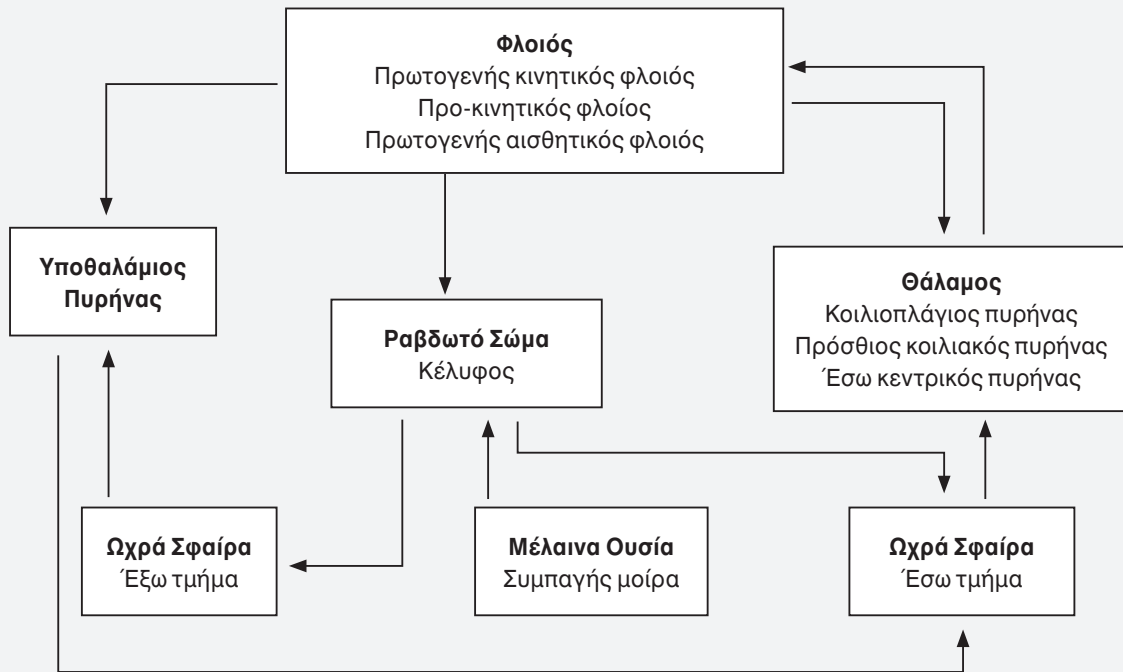 Φλοιός
Πρωτογενής κινητικός φλοιός
Προ-κινητικός φλοίος
Πρωτογενής αισθητικός φλοιός
Υποθαλάμιος
Πυρήνας
Ραβδωτό Σώμα
Κέλυφος
Θάλαμος
Κοιλιοπλάγιος πυρήνας
Πρόσθιος κοιλιακός πυρήνας
Έσω κεντρικός πυρήνας
Ωχρά Σφαίρα
Έξω τμήμα
Μέλαινα Ουσία
Συμπαγής μοίρα
Ωχρά Σφαίρα
Έσω τμήμα